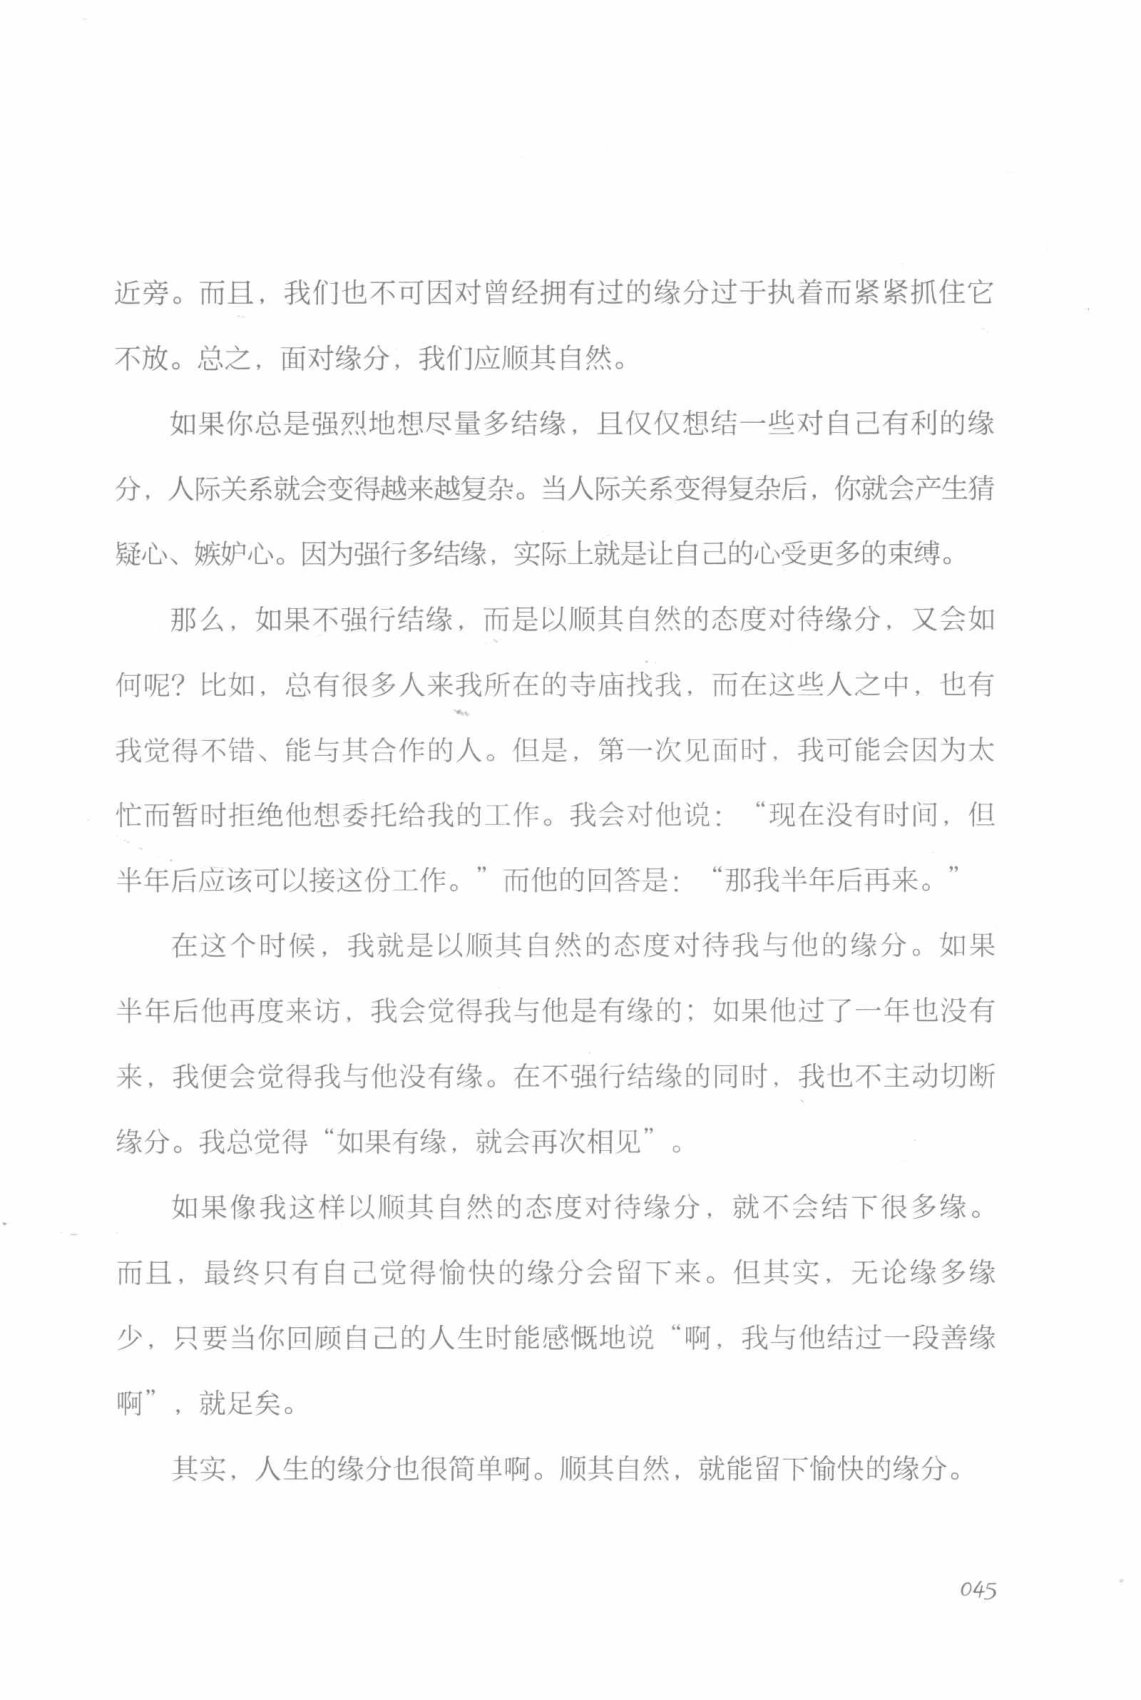 近旁。而且，我们也不可因对曾经拥有过的缘分过于执着而紧紧抓住它
不放。总之，面对缘分，我们应顺其自然。
如果你总是强烈地想尽量多结缘，且仅仅想结一些对自己有利的缘
分，人际关系就会变得越来越复杂。当人际关系变得复杂后，你就会产生猜
疑心、嫉妒心。因为强行多结缘，实际上就是让自己的心受更多的束缚。
那么，如果不强行结缘，而是以顺其自然的态度对待缘分，又会如
何呢？比如，总有很多人来我所在的寺庙找我，而在这些人之中，也有
我觉得不错、能与其合作的人。但是，第一次见面时，我可能会因为太
忙而暂时拒绝他想委托给我的工作。我会对他说：“现在没有时间，但
半年后应该可以接这份工作。”而他的回答是：“那我半年后再来。”
在这个时候，我就是以顺其自然的态度对待我与他的缘分。如果
半年后他再度来访，我会觉得我与他是有缘的；如果他过了一年也没有
来，我便会觉得我与他没有缘。在不强行结缘的同时，我也不主动切断
缘分。我总觉得“如果有缘，就会再次相见”。
如果像我这样以顺其自然的态度对待缘分，就不会结下很多缘。
而且，最终只有自己觉得愉快的缘分会留下来。但其实，无论缘多缘
少，只要当你回顾自己的人生时能感慨地说“啊，我与他结过一段善缘
啊”，就足矣。
其实，人生的缘分也很简单啊。顺其自然，就能留下愉快的缘分。
045